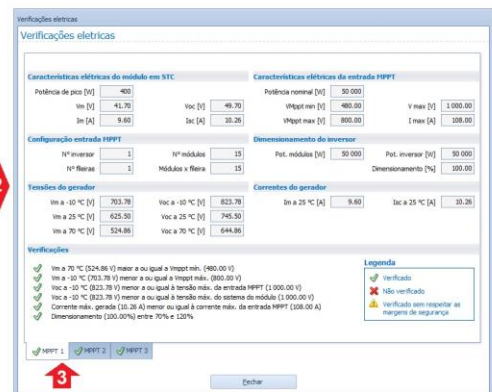 Verificações eletricas
Verificações eletricas
Características elétricas do módulo em STC
Potência de pico [W] 400
Vm [V] 41.70 Voc [V] 49.70
Im [A] 9.60 Isc [A] 10.26
Características elétricas da entrada MPPT
Potência nominal [W] 50 000
VMppt min [V] 480.00 V max [V] 1 000.00
VMppt max [V] 800.00 I max [A] 108.00
Configuração entrada MPPT
Nº inversor 1 Nº módulos 15
Nº fileiras 1 Módulos x fileira 15
Dimensionamento do inversor
Pot. módulos [W] 50 000 Pot. inversor [W] 50 000
Dimensionamento [%] 100.00
Tensões do gerador
Vm a -10 °C [V] 703.78 Voc a -10 °C [V] 823.78
Vm a 25 °C [V] 625.50 Voc a 25 °C [V] 745.50
Vm a 70 °C [V] 524.86 Voc a 70 °C [V] 644.86
Correntes do gerador
Im a 25 °C [A] 9.60 Isc a 25 °C [A] 10.26
Verificações
Vm a 70 °C (524.86 V) maior a ou igual a Vmppt mín. (480.00 V)
Vm a -10 °C (703.78 V) menor a ou igual a Vmppt máx. (800.00 V)
Voc a -10 °C (823.78 V) menor a ou igual à tensão máx. da entrada MPPT (1 000.00 V)
Voc a -10 °C (823.78 V) menor a ou igual à tensão máx. do sistema do módulo (1 000.00 V)
Corrente máx. gerada (10.26 A) menor ou igual à corrente máx. da entrada MPPT (108.00 A)
Dimensionamento (100.00%) entre 70% e 120%
Legenda
Verificado
Não verificado
Verificado sem respeitar as
margens de segurança
MPPT 1 MPPT 2 MPPT 3
2
3
Fechar